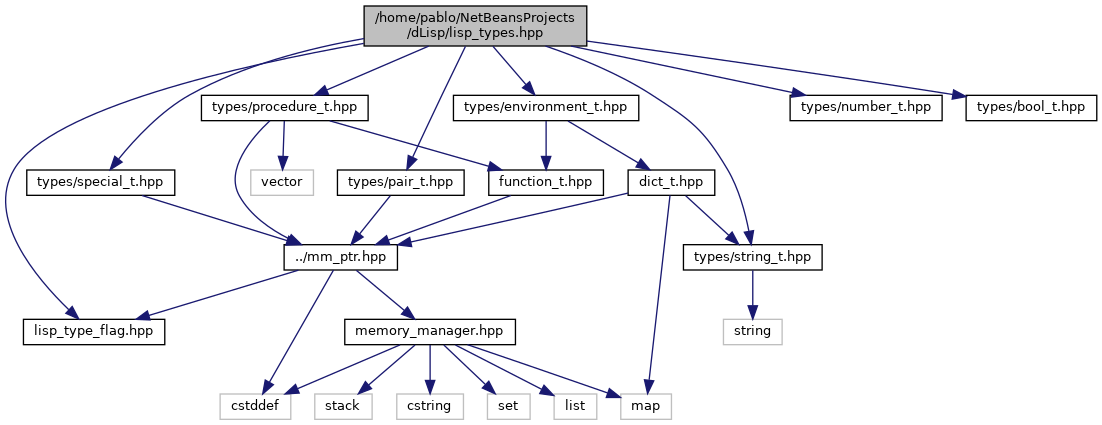 /home/pablo/NetBeansProjects
/dLisp/lisp_types.hpp
types/procedure_t.hpp
types/environment_t.hpp
types/number_t.hpp
types/bool_t.hpp
types/special_t.hpp
vector
types/pair_t.hpp
function_t.hpp
dict_t.hpp
../mm_ptr.hpp
types/string_t.hpp
lisp_type_flag.hpp
memory_manager.hpp
string
cstddef
stack
cstring
set
list
map